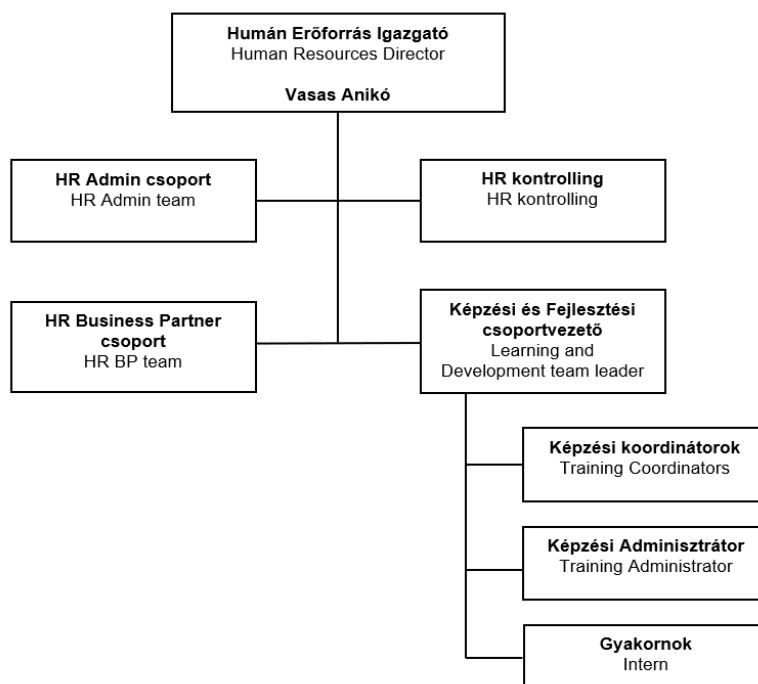 Humán Erőforrás Igazgató
Human Resources Director
Vasas Anikó
HR Admin csoport
HR Admin team
HR kontrolling
HR kontrolling
HR Business Partner
csoport
HR BP team
Képzési és Fejlesztési
csoportvezető
Learning and
Development team leader
Képzési koordinátorok
Training Coordinators
Képzési Adminisztrátor
Training Administrator
Gyakornok
Intern